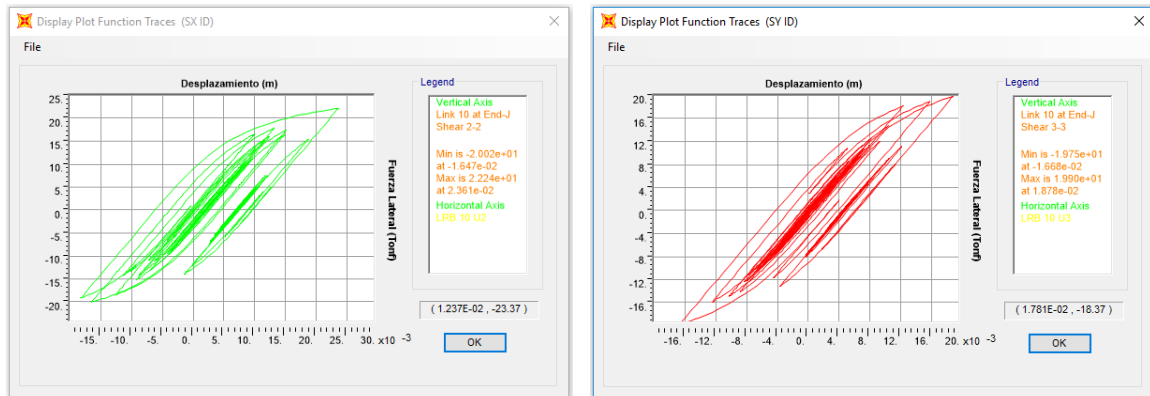 Display Plot Function Traces (SX ID)
File
Desplazamiento (m)
25.
20.
15.
10.
5.
0.
-5.
-10.
-15.
-20.
-15. -10. -5. 0. 5. 10. 15. 20. 25. 30. x10 -3
Fuerza Lateral (Tonf)
Legend
Vertical Axis
Link 10 at End-J
Shear 2-2
Min is -2.002e+01
at -1.647e-02
Max is 2.224e+01
at 2.361e-02
Horizontal Axis
LRB 10 U2
( 1.237E-02 , -23.37 )
OK
Display Plot Function Traces (SY ID)
File
Desplazamiento (m)
20.
16.
12.
8.
4.
0.
-4.
-8.
-12.
-16.
-16. -12. -8. -4. 0. 4. 8. 12. 16. 20. x10 -3
Fuerza Lateral (Tonf)
Legend
Vertical Axis
Link 10 at End-J
Shear 3-3
Min is -1.975e+01
at -1.668e-02
Max is 1.990e+01
at 1.878e-02
Horizontal Axis
LRB 10 U3
( 1.781E-02 , -18.37 )
OK